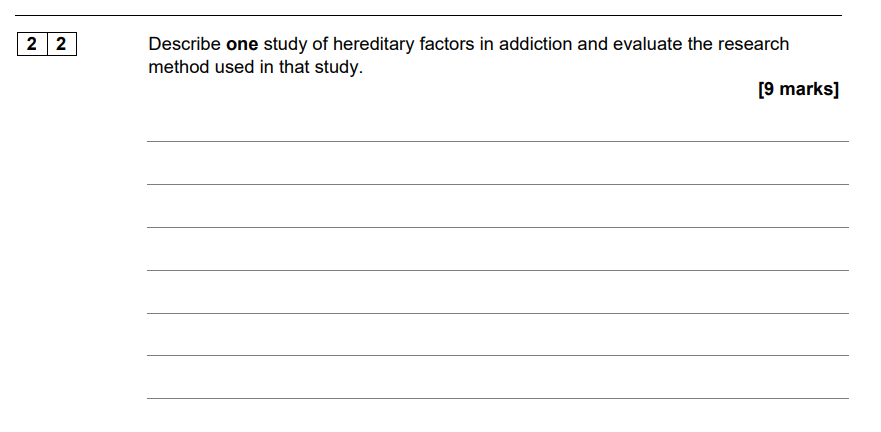 2 2 Describe one study of hereditary factors in addiction and evaluate the research
method used in that study.
[9 marks]